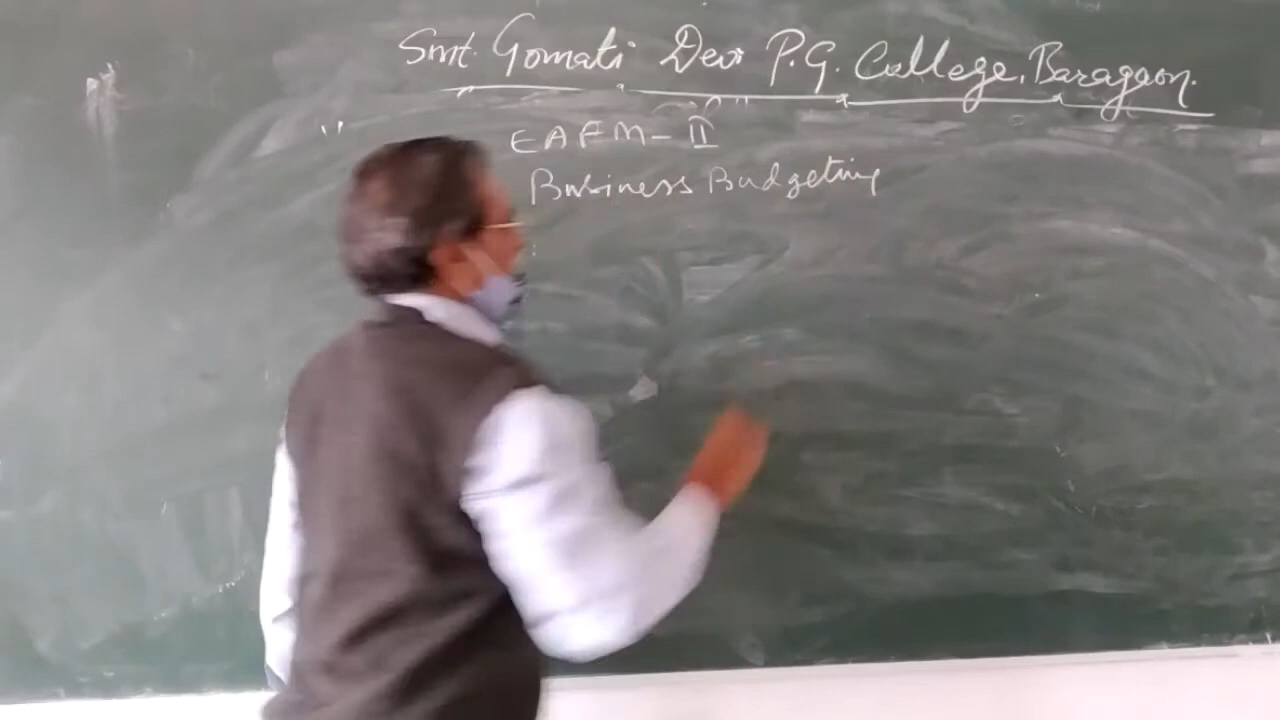 Smt. Gomati Devi P.G. College, Baragaon.
EAFM-II
Business Budgeting